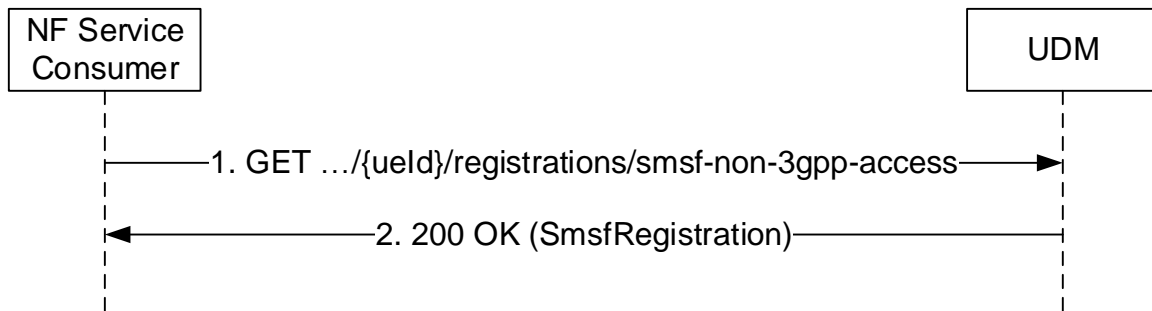 NF Service
Consumer
UDM
1. GET …/{ueId}/registrations/smsf-non-3gpp-access
2. 200 OK (SmsfRegistration)